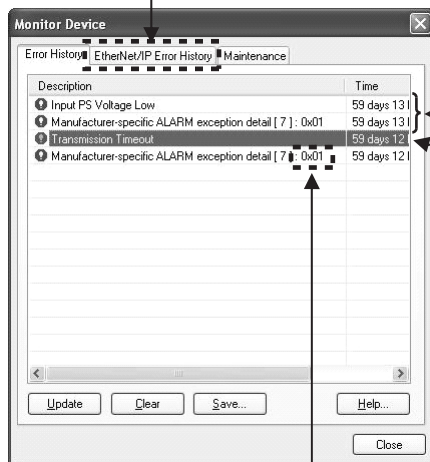 Monitor Device
Error History EtherNet/IP Error History Maintenance
Description Time
Input PS Voltage Low 59 days 13
Manufacturer-specific ALARM exception detail [ 7 ] : 0x01 59 days 13
Transmission Timeout 59 days 12
Manufacturer-specific ALARM exception detail [ 7 ] : 0x01 59 days 12
Update Clear Save... Help...
Close